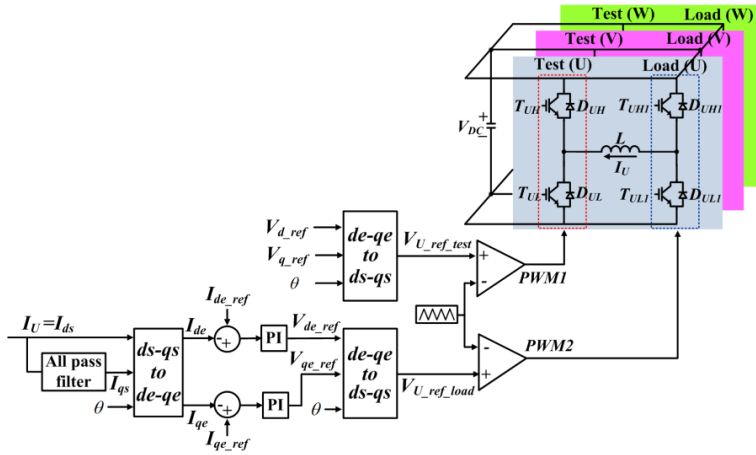 Test (W)
Load (W)
Test (V)
Load (V)
Test (U)
Load (U)
T_UH
D_UH
T_UH1
D_UH1
V_DC
+
-
L
I_U
T_UL
D_UL
T_UL1
D_UL1
V_d_ref
V_q_ref
θ
de-qe
to
ds-qs
V_U_ref_test
+
-
PWM1
I_de_ref
I_U=I_ds
I_de
-
+
PI
V_de_ref
All pass
filter
I_qs
θ
ds-qs
to
de-qe
V_qe_ref
de-qe
to
ds-qs
-
+
PWM2
V_U_ref_load
I_qe
-
+
PI
θ
I_qe_ref